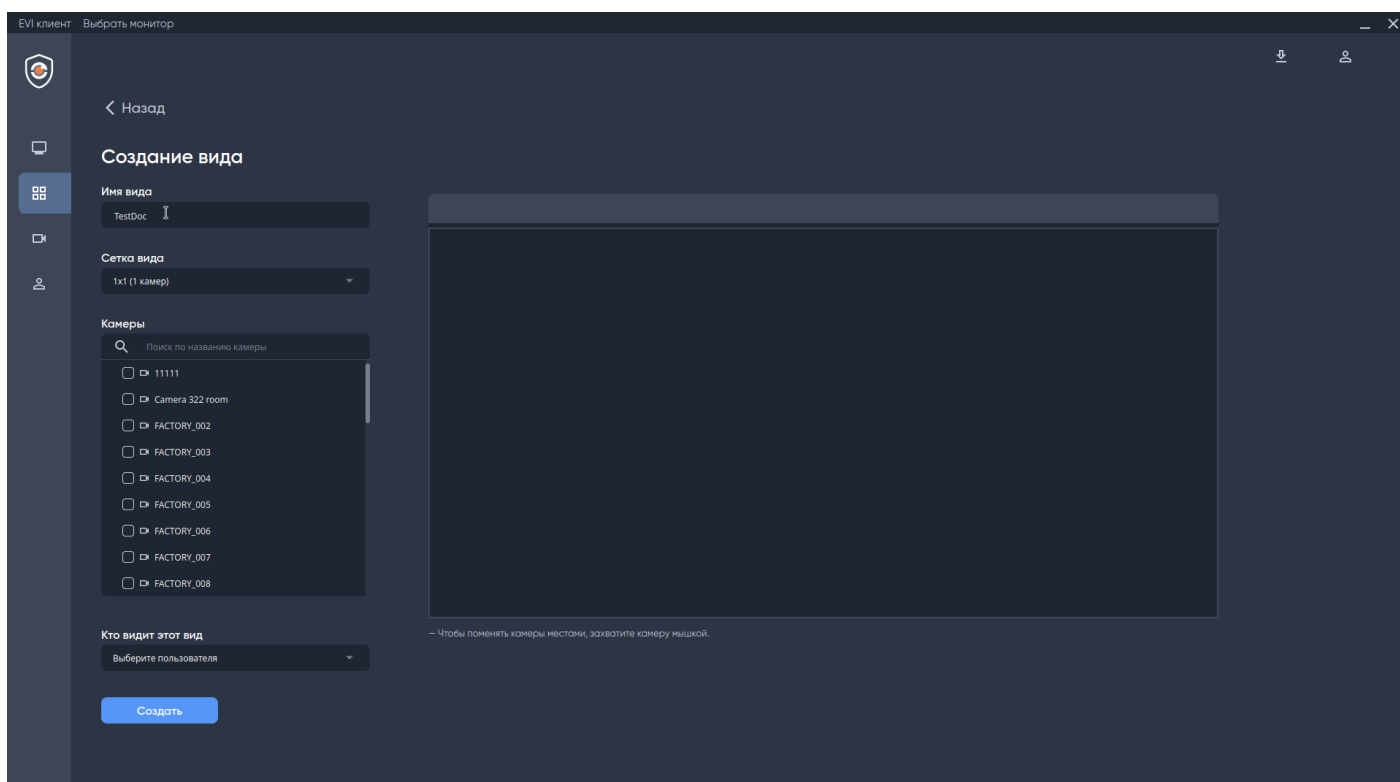 EVI клиент Выбрать монитор
Назад
Создание вида
Имя вида
TestDoc
Сетка вида
1x1 (1 камер)
Камеры
Поиск по названию камеры
11111
Camera 322 room
FACTORY_002
FACTORY_003
FACTORY_004
FACTORY_005
FACTORY_006
FACTORY_007
FACTORY_008
Кто видит этот вид
Выберите пользователя
Создать
– Чтобы поменять камеры местами, захватите камеру мышкой.